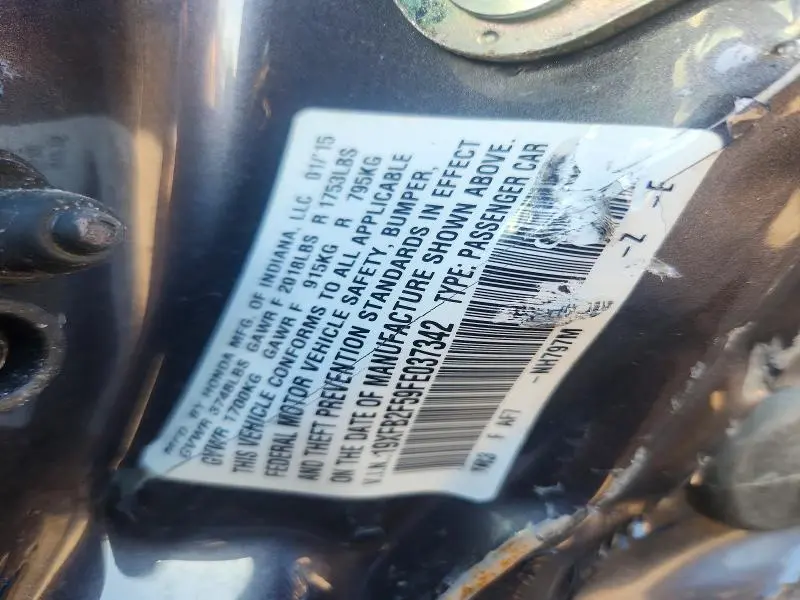 MFD BY HONDA MFG. OF INDIANA, LLC 01/15
GVWR 3748LBS GAWR F 2018LBS R 1753LBS
GVWR 1700KG GAWR F 915KG R 795KG
THIS VEHICLE CONFORMS TO ALL APPLICABLE
FEDERAL MOTOR VEHICLE SAFETY, BUMPER,
AND THEFT PREVENTION STANDARDS IN EFFECT
ON THE DATE OF MANUFACTURE SHOWN ABOVE.
V.I.N.:19XFB2F59FE037342 TYPE: PASSENGER CAR
F AF7 -NH797M -Z -E